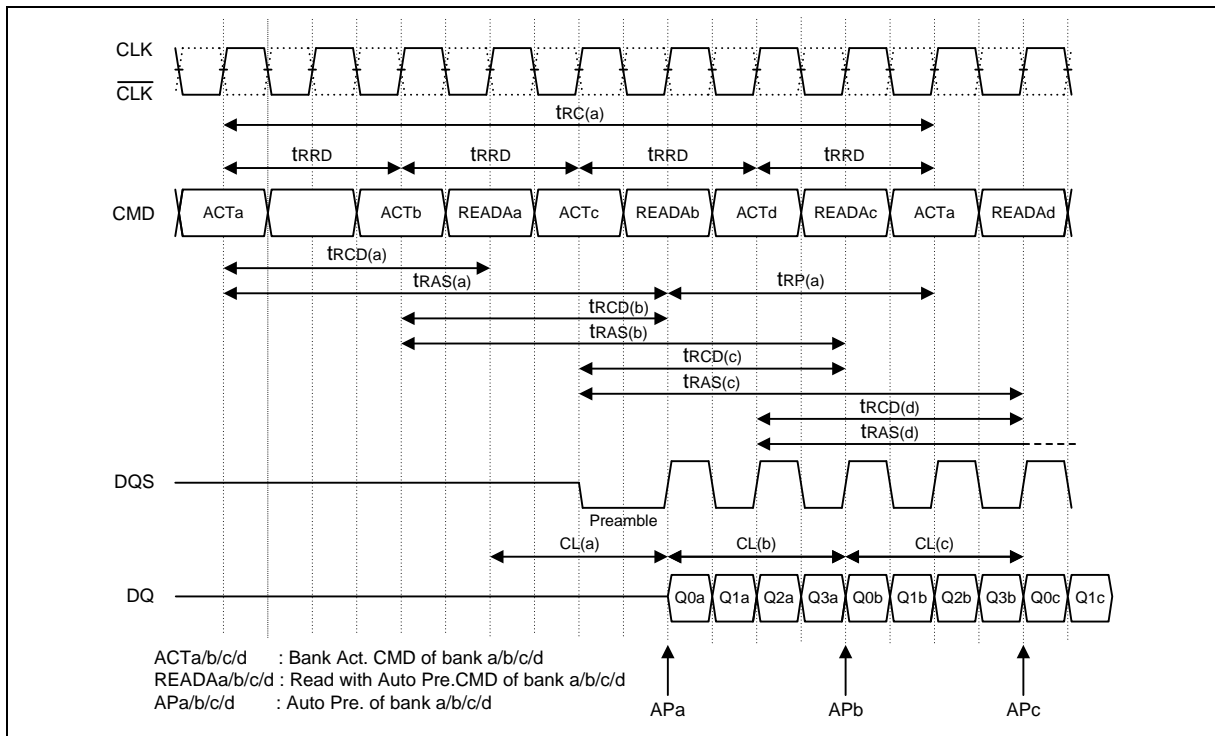 CLK
CLK
tRC(a)
tRRD tRRD tRRD tRRD
CMD ACTa ACTb READAa ACTc READAb ACTd READAc ACTa READAd
tRCD(a)
tRAS(a) tRP(a)
tRCD(b)
tRAS(b)
tRCD(c)
tRAS(c)
tRCD(d)
tRAS(d)
DQS
Preamble
CL(a) CL(b) CL(c)
DQ Q0a Q1a Q2a Q3a Q0b Q1b Q2b Q3b Q0c Q1c
ACTa/b/c/d : Bank Act. CMD of bank a/b/c/d
READAa/b/c/d : Read with Auto Pre.CMD of bank a/b/c/d
APa/b/c/d : Auto Pre. of bank a/b/c/d
APa APb APc